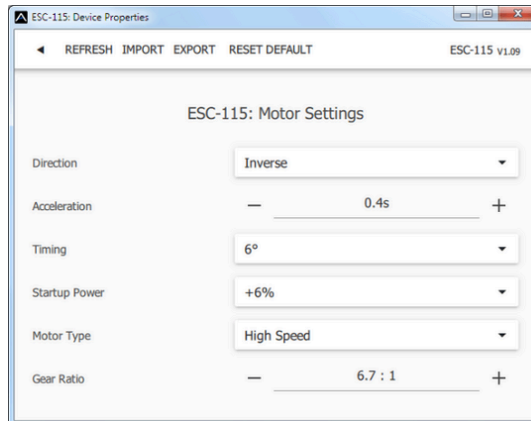 ESC-115: Device Properties
REFRESH IMPORT EXPORT RESET DEFAULT ESC-115 V1.09
ESC-115: Motor Settings
Direction Inverse
Acceleration — 0.4s +
Timing 6°
Startup Power +6%
Motor Type High Speed
Gear Ratio — 6.7 : 1 +